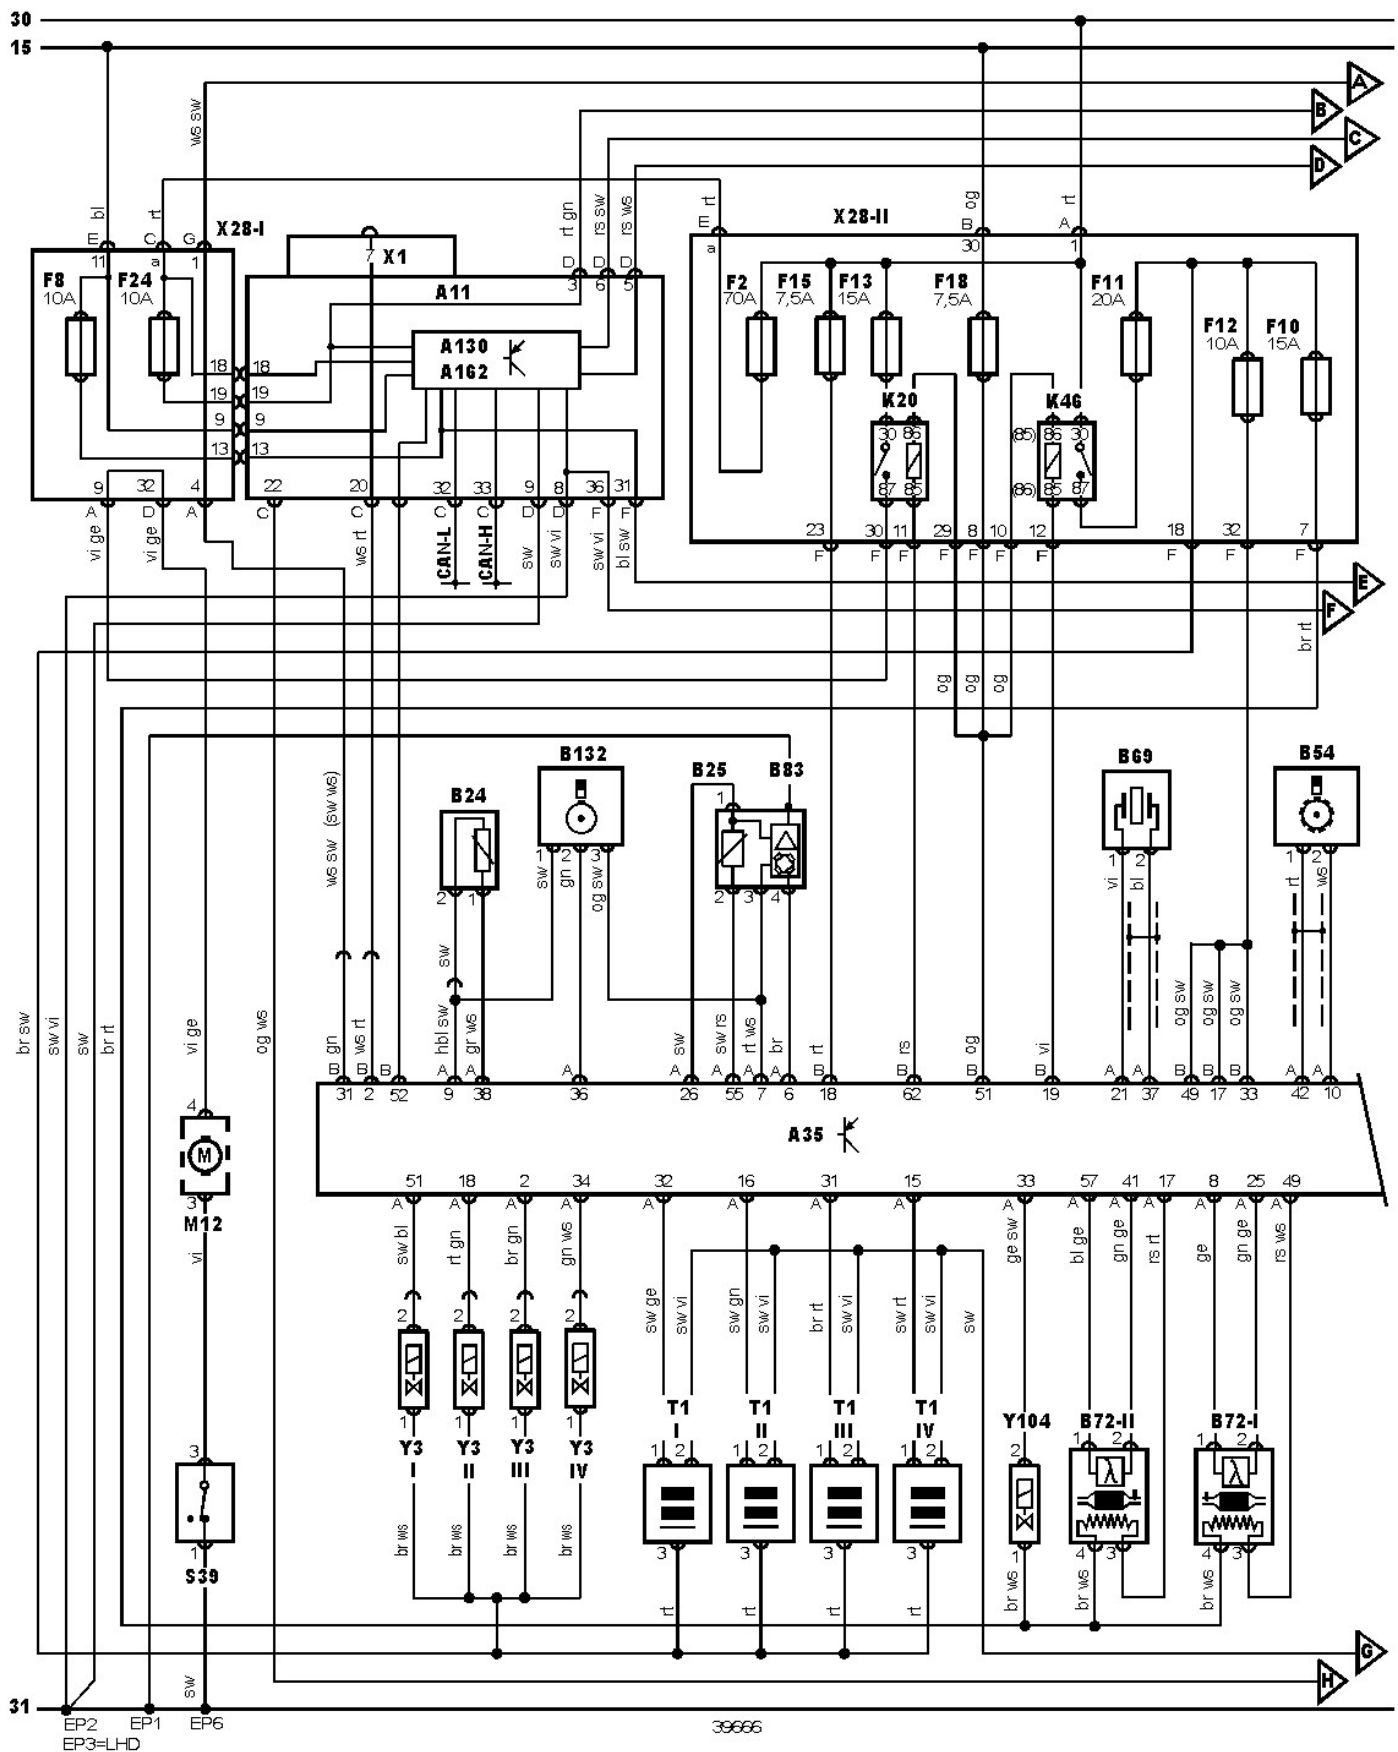 30
15
A
B
C
D
ws sw
bl
rt
rt gn
rs sw
rs ws
rt
og
rt
E C G
X28-I
X1
7
D D D
3 6 5
X28-II
E B A
a 30 1
11 a 1
F8
10A
F24
10A
A11
A130
A162
F2
70A
F15
7,5A
F13
15A
F18
7,5A
F11
20A
F12
10A
F10
15A
18 18
19 19
9 9
13 13
K20
30 86
87 85
K46
(85) 86 30
(86) 85 87
9 32 4
A D A
22 20 32 33 9 8 36 31
C C C C D D F F
23 30 11 29 8 10 12 18 32 7
F F F F F F F F F F
vi ge
vi ge
ws rt
CAN-L
CAN-H
sw
sw vi
sw vi
bl sw
E
F
br rt
og
og
og
ws sw (sw ws)
B24
2 1
B132
1 2 3
sw
gn
og sw
B25
B83
1
2 3 4
B69
1 2
vi
bl
B54
1 2
rt
ws
br sw
sw vi
sw
br rt
vi ge
og ws
gn
ws rt
sw
hbl sw
gr ws
sw
sw rs
rt ws
br
rt
rs
og
vi
og sw
og sw
og sw
B B B A A A A A A A B B B B A A B B B A A
31 2 52 9 38 36 26 55 7 6 18 62 51 19 21 37 49 17 33 42 10
A35
51 18 2 34 32 16 31 15 33 57 41 17 8 25 49
A A A A A A A A A A A A A A A
4
M
3
M12
vi
sw bl
rt gn
br gn
gn ws
sw ge
sw vi
sw gn
sw vi
br rt
sw vi
sw rt
sw vi
sw
ge sw
bl ge
gn ge
rs rt
ge
gn ge
rs ws
2 2 2 2
1 1 1 1
Y3
I
Y3
II
Y3
III
Y3
IV
T1
I
T1
II
T1
III
T1
IV
1 2 1 2 1 2 1 2
3 3 3 3
Y104
2
1
B72-II
1 2
λ
4 3
B72-I
1 2
λ
4 3
3
1
S39
br ws
br ws
br ws
br ws
rt
rt
rt
rt
br ws
br ws
br ws
G
H
sw
31
EP2
EP1
EP6
EP3=LHD
39666